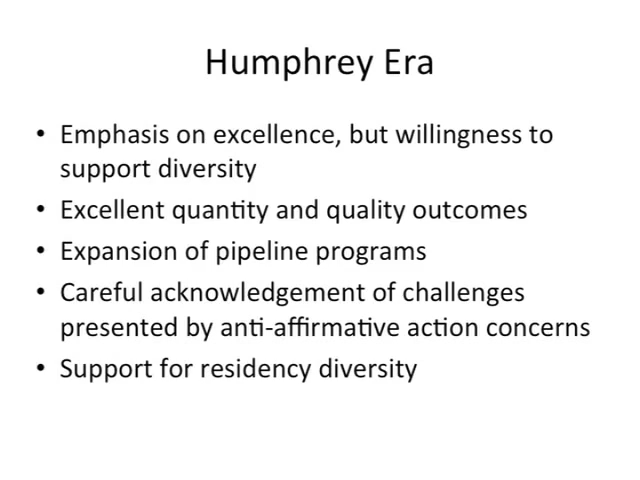 Humphrey Era
• Emphasis on excellence, but willingness to
support diversity
• Excellent quantity and quality outcomes
• Expansion of pipeline programs
• Careful acknowledgement of challenges
presented by anti-affirmative action concerns
• Support for residency diversity